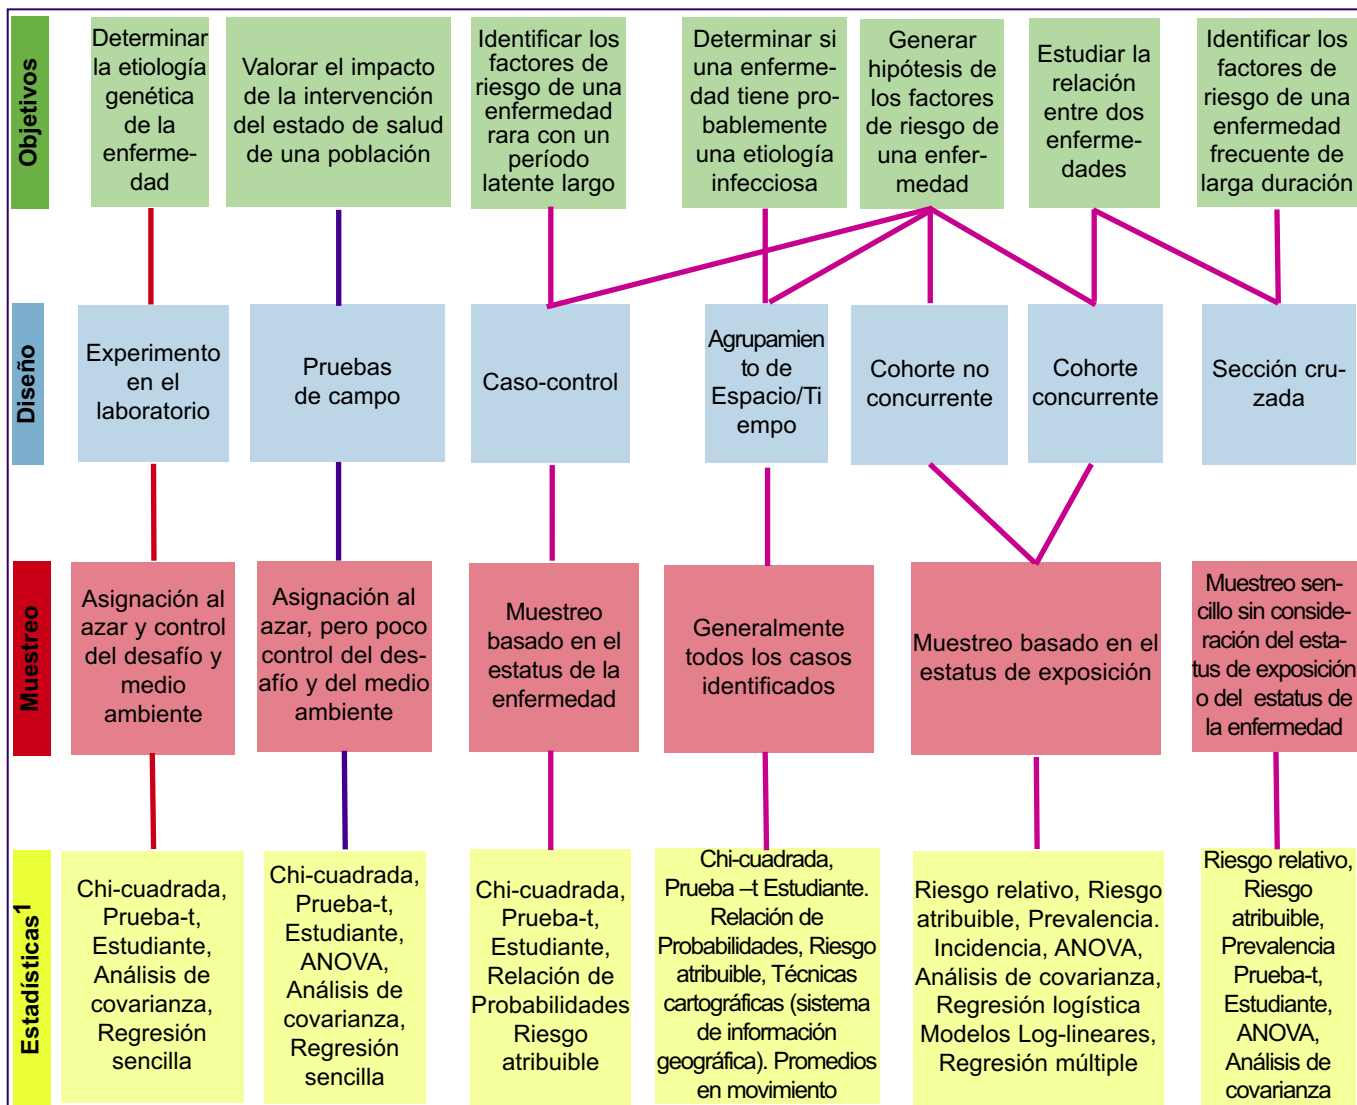 Objetivos
Determinar
la etiología
genética
de la
enferme-
dad
Valorar el impacto
de la intervención
del estado de salud
de una población
Identificar los
factores de
riesgo de una
enfermedad
rara con un
período
latente largo
Determinar si
una enferme-
dad tiene pro-
bablemente
una etiología
infecciosa
Generar
hipótesis de
los factores
de riesgo de
una enfer-
medad
Estudiar la
relación
entre dos
enferme-
dades
Identificar los
factores de
riesgo de una
enfermedad
frecuente de
larga duración
Diseño
Experimento
en el
laboratorio
Pruebas
de campo
Caso-control
Agrupamien
to de
Espacio/Ti
empo
Cohorte no
concurrente
Cohorte
concurrente
Sección cru-
zada
Muestreo
Asignación al
azar y control
del desafío y
medio
ambiente
Asignación al
azar, pero poco
control del des-
afío y del medio
ambiente
Muestreo
basado en el
estatus de la
enfermedad
Generalmente
todos los casos
identificados
Muestreo basado en el
estatus de exposición
Muestreo sen-
cillo sin conside-
ración del esta-
tus de exposición
o del estatus de
la enfermedad
Estadísticas1
Chi-cuadrada,
Prueba-t,
Estudiante,
Análisis de
covarianza,
Regresión
sencilla
Chi-cuadrada,
Prueba-t,
Estudiante,
ANOVA,
Análisis de
covarianza,
Regresión
sencilla
Chi-cuadrada,
Prueba-t,
Estudiante,
Relación de
Probabilidades
Riesgo
atribuible
Chi-cuadrada,
Prueba –t Estudiante.
Relación de
Probabilidades, Riesgo
atribuible, Técnicas
cartográficas (sistema
de información
geográfica). Promedios
en movimiento
Riesgo relativo, Riesgo
atribuible, Prevalencia.
Incidencia, ANOVA,
Análisis de covarianza,
Regresión logística
Modelos Log-lineares,
Regresión múltiple
Riesgo relativo,
Riesgo
atribuible,
Prevalencia
Prueba-t,
Estudiante,
ANOVA,
Análisis de
covarianza